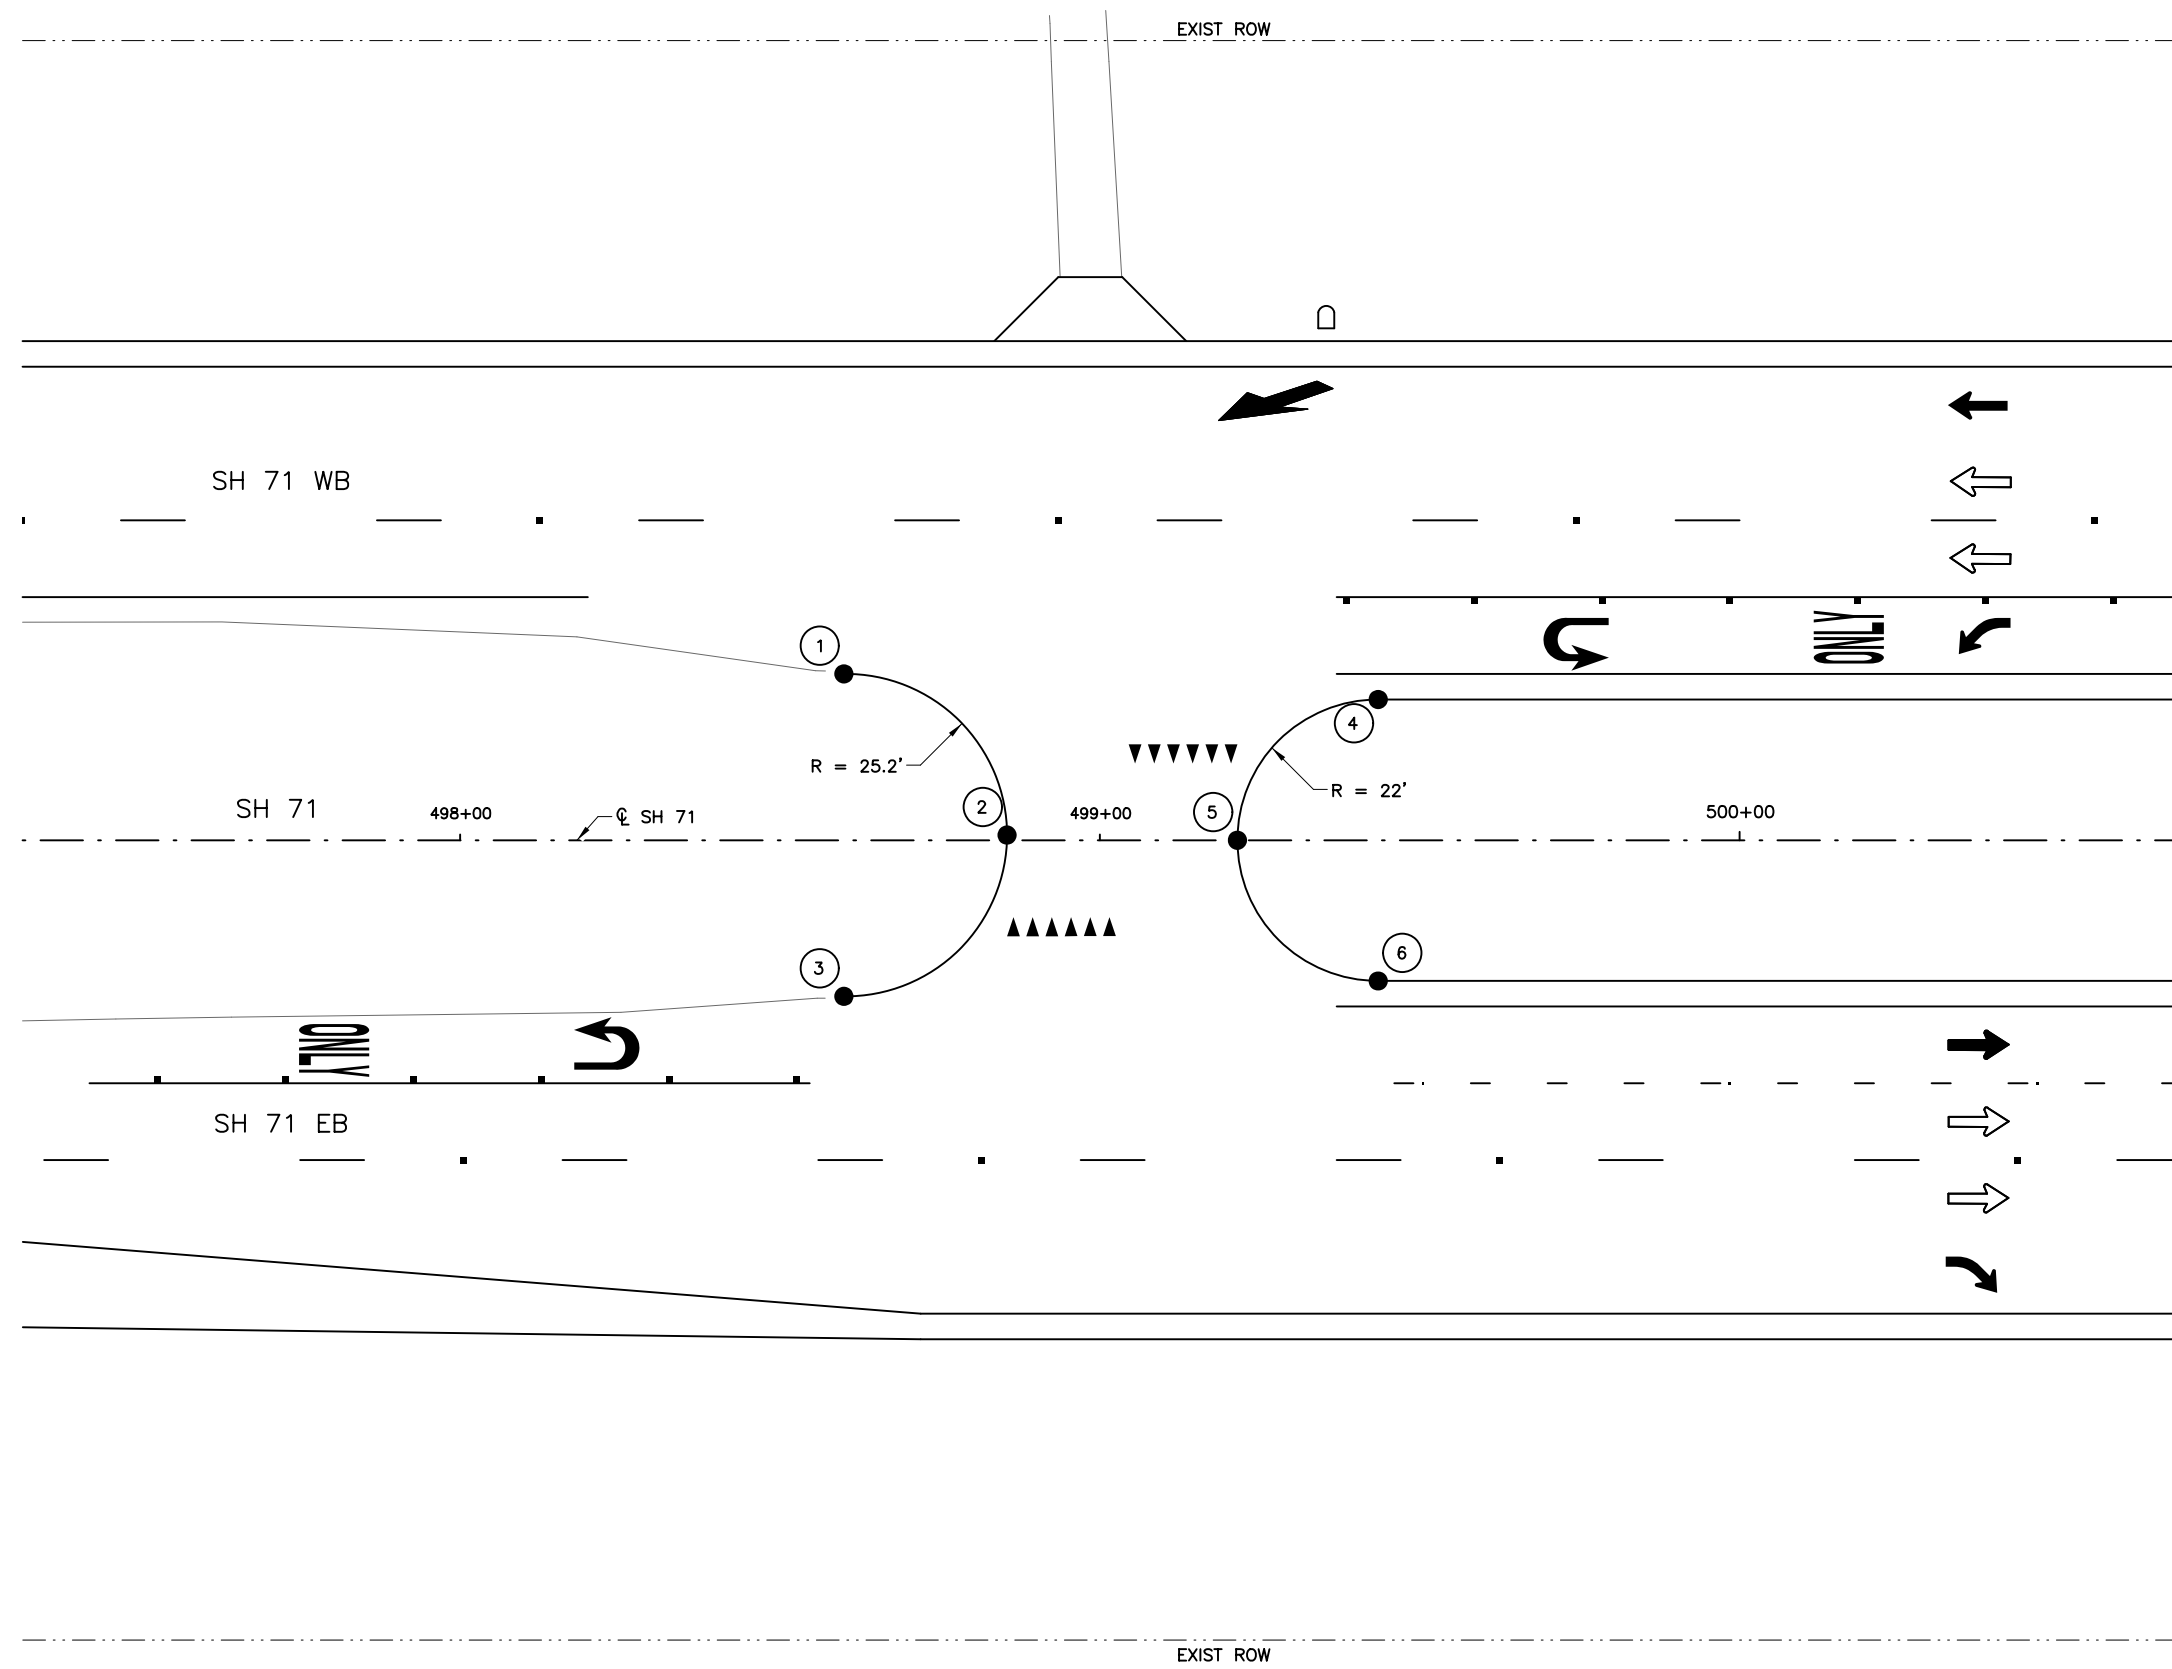 EXIST ROW
SH 71 WB
ONLY
1
4
R = 25.2'
R = 22'
SH 71
498+00
℄ SH 71
2
499+00
5
500+00
3
6
ONLY
SH 71 EB
EXIST ROW